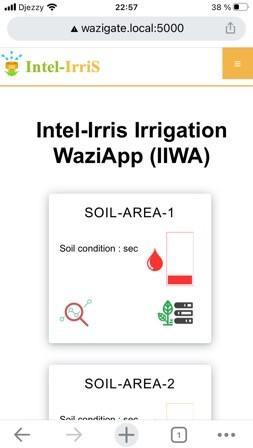 Djezzy
22:57
38 %
wazigate.local:5000
Intel-IrriS
Intel-Irris Irrigation
WaziApp (IIWA)
SOIL-AREA-1
Soil condition : sec
SOIL-AREA-2
Soil condition : sec
1